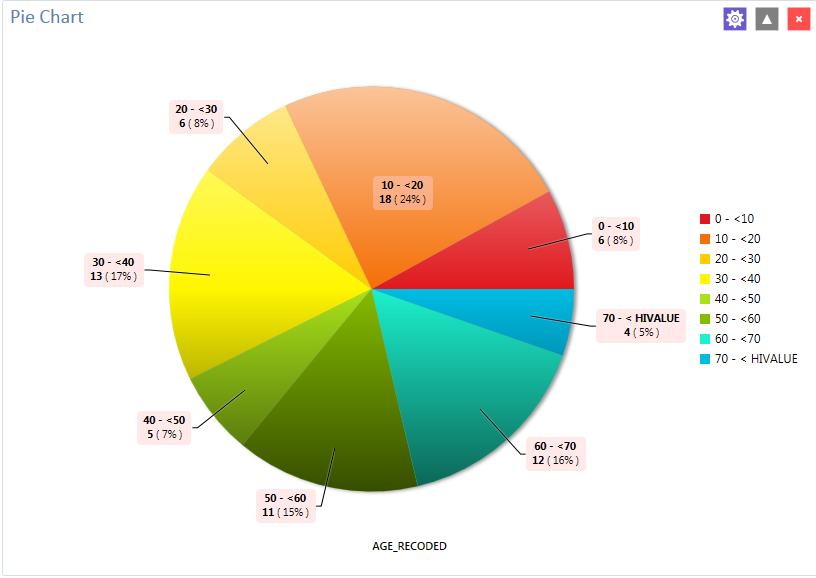 Pie Chart
20 - <30
6 ( 8% )
10 - <20
18 ( 24% )
0 - <10
6 ( 8% )
30 - <40
13 ( 17% )
70 - < HIVALUE
4 ( 5% )
40 - <50
5 ( 7% )
60 - <70
12 ( 16% )
50 - <60
11 ( 15% )
AGE_RECODED
0 - <10
10 - <20
20 - <30
30 - <40
40 - <50
50 - <60
60 - <70
70 - < HIVALUE